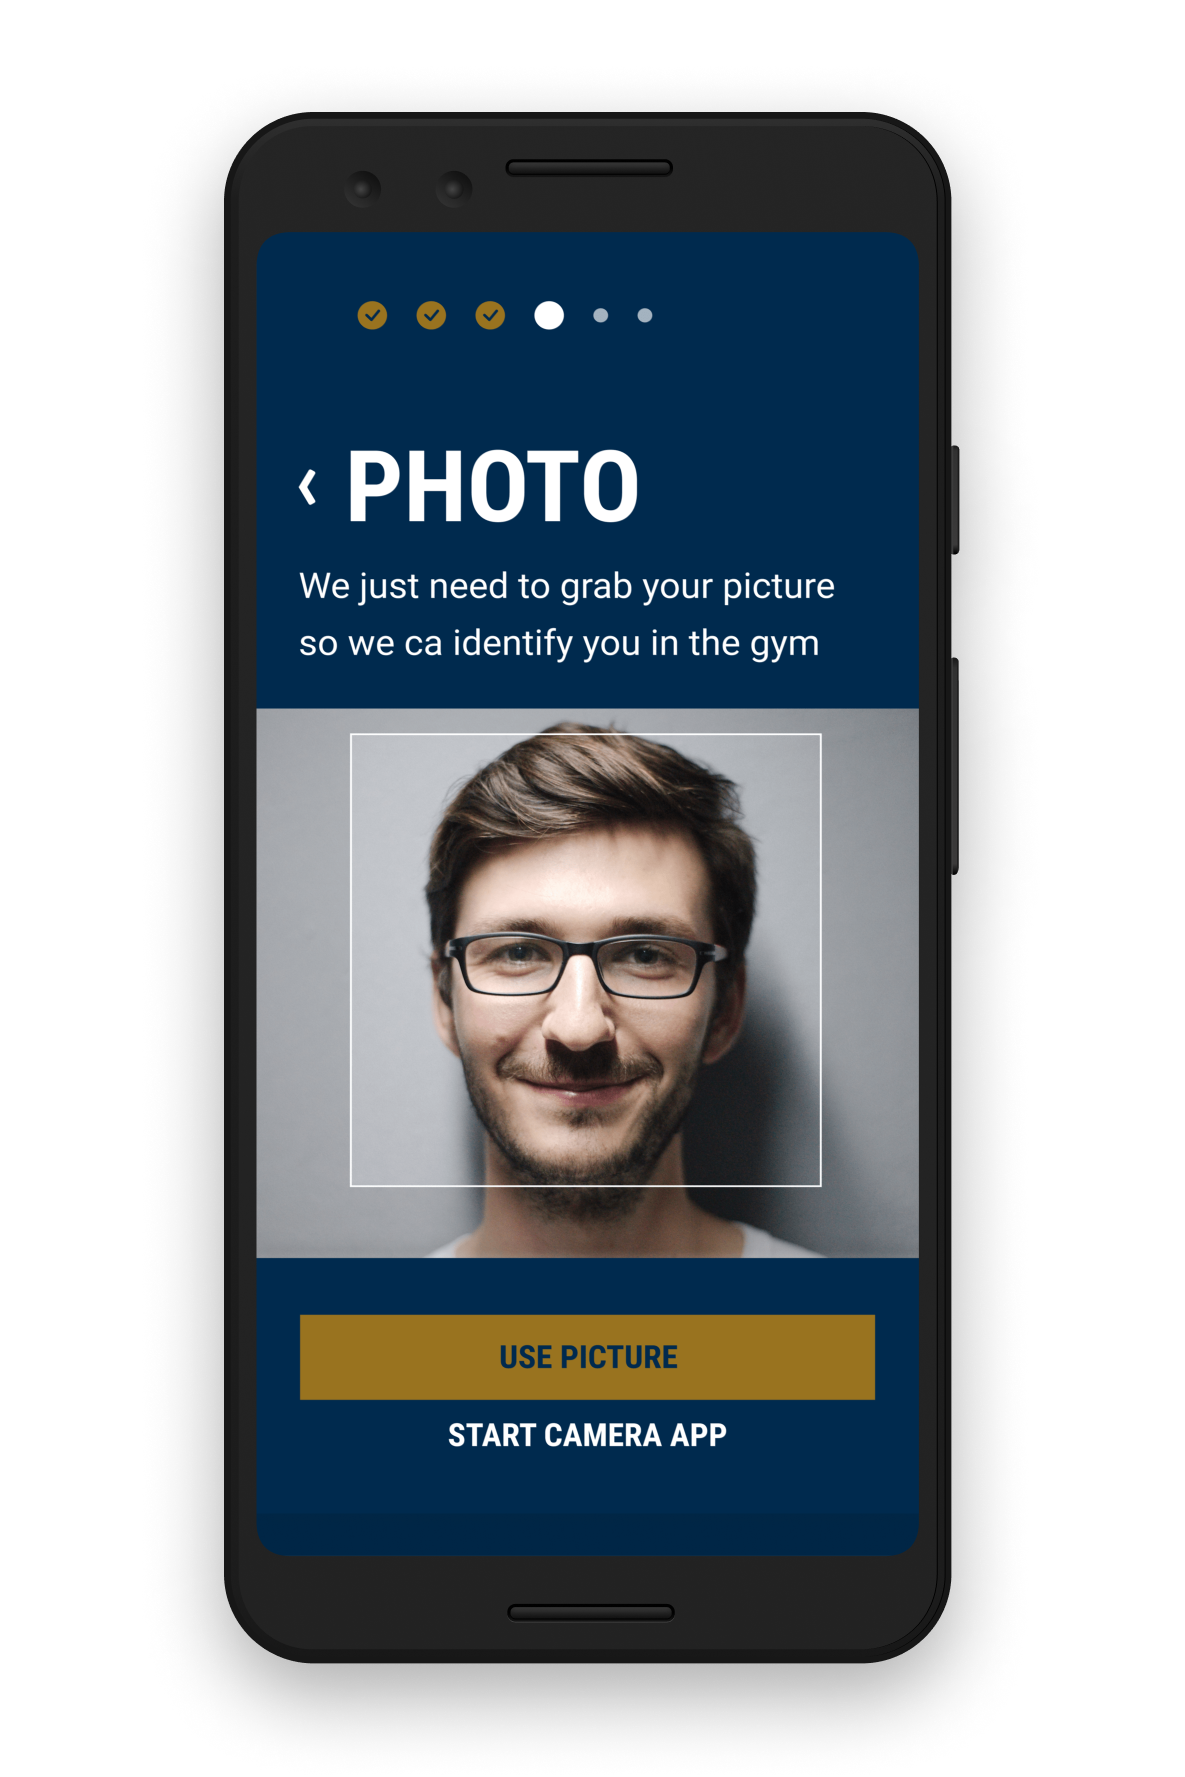 PHOTO
We just need to grab your picture
so we ca identify you in the gym
USE PICTURE
START CAMERA APP